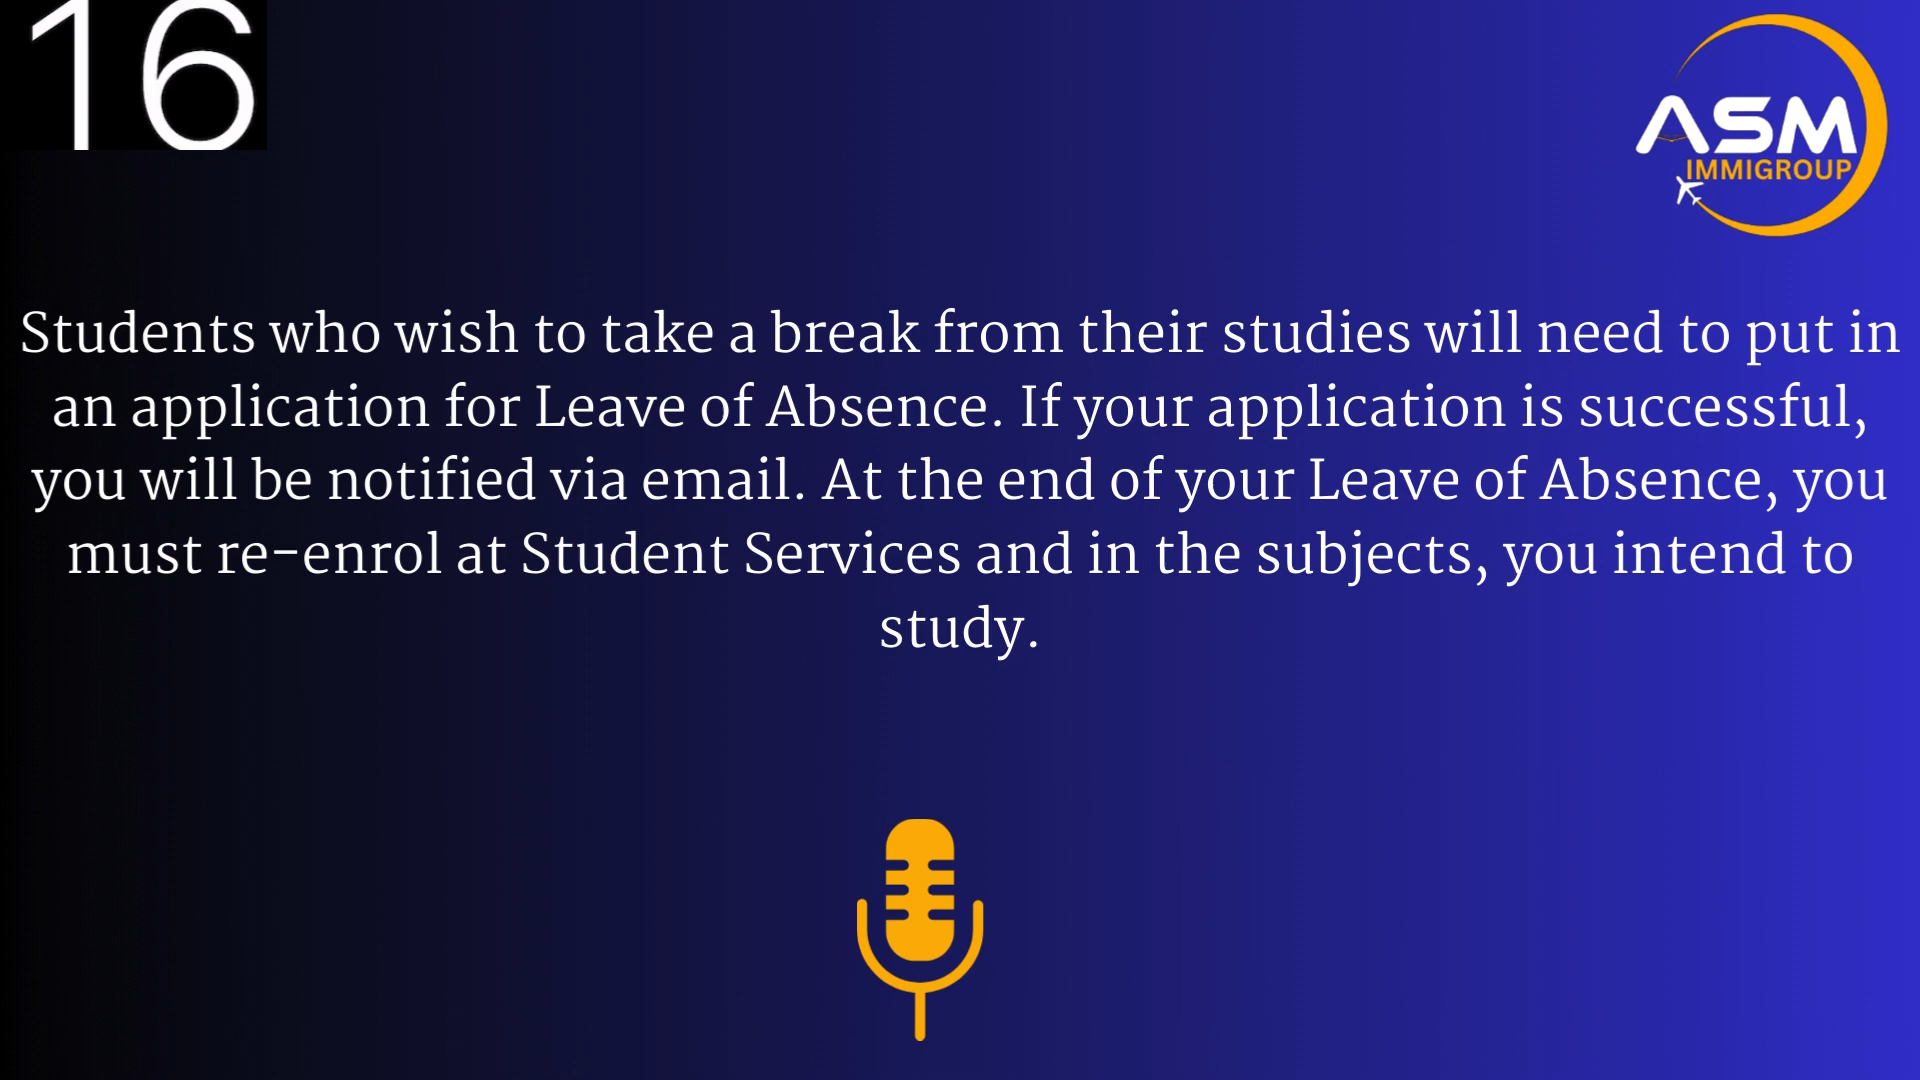 16
ASM
IMMIGROUP
Students who wish to take a break from their studies will need to put in
an application for Leave of Absence. If your application is successful,
you will be notified via email. At the end of your Leave of Absence, you
must re-enrol at Student Services and in the subjects, you intend to
study.